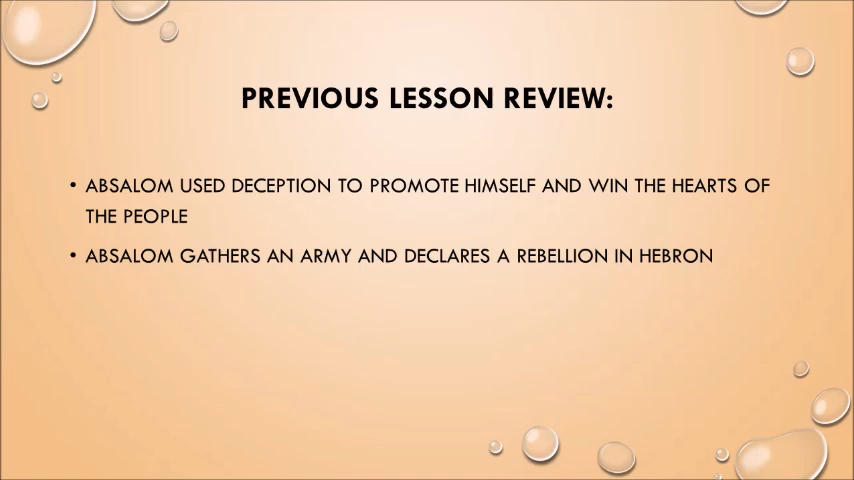 PREVIOUS LESSON REVIEW:
• ABSALOM USED DECEPTION TO PROMOTE HIMSELF AND WIN THE HEARTS OF
THE PEOPLE
• ABSALOM GATHERS AN ARMY AND DECLARES A REBELLION IN HEBRON